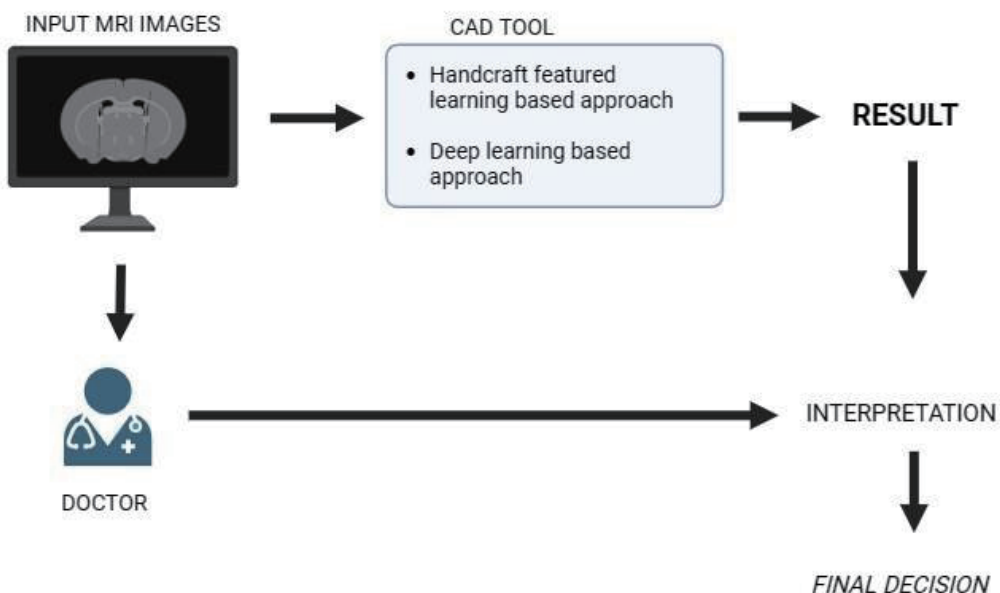 INPUT MRI IMAGES
CAD TOOL
• Handcraft featured
learning based approach
• Deep learning based
approach
RESULT
DOCTOR
INTERPRETATION
FINAL DECISION